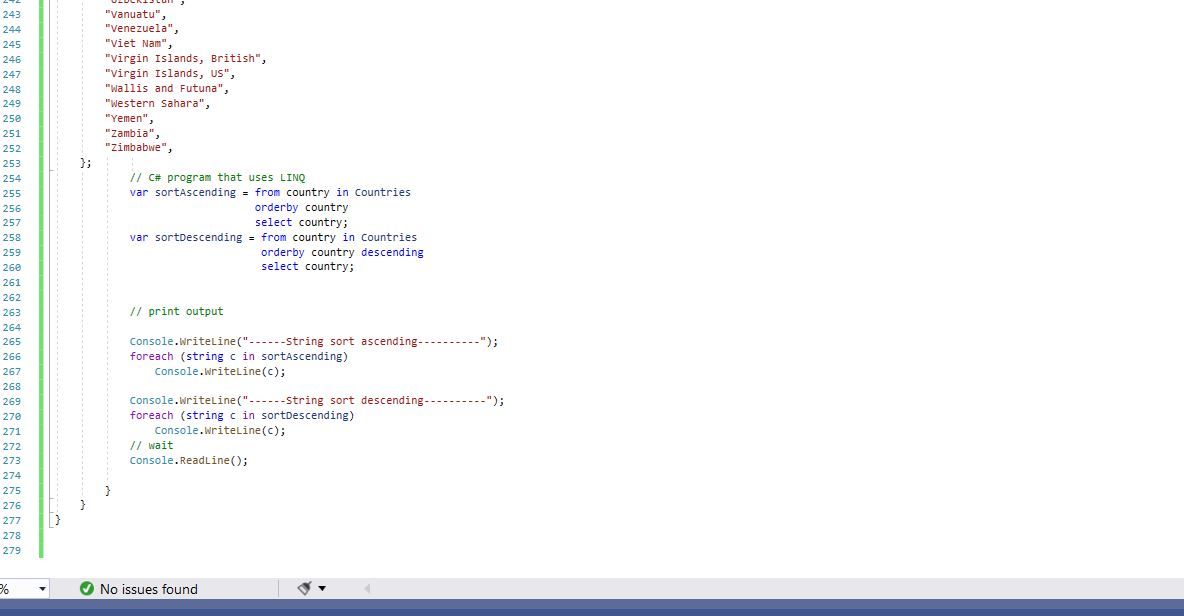 242 "Uzbekistan",
243 "Vanuatu",
244 "Venezuela",
245 "Viet Nam",
246 "Virgin Islands, British",
247 "Virgin Islands, US",
248 "Wallis and Futuna",
249 "Western Sahara",
250 "Yemen",
251 "Zambia",
252 "Zimbabwe",
253 };
254 // C# program that uses LINQ
255 var sortAscending = from country in Countries
256 orderby country
257 select country;
258 var sortDescending = from country in Countries
259 orderby country descending
260 select country;
261
262
263 // print output
264
265 Console.WriteLine("------String sort ascending----------");
266 foreach (string c in sortAscending)
267 Console.WriteLine(c);
268
269 Console.WriteLine("------String sort descending----------");
270 foreach (string c in sortDescending)
271 Console.WriteLine(c);
272 // wait
273 Console.ReadLine();
274
275 }
276 }
277 }
278
279
% No issues found